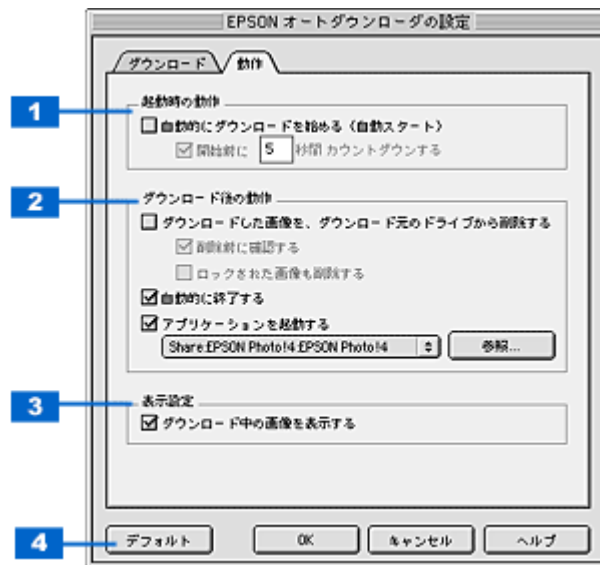 EPSON オートダウンローダの設定
ダウンロード 動作
1
起動時の動作
自動的にダウンロードを始める（自動スタート）
開始前に 5 秒間 カウントダウンする
2
ダウンロード後の動作
ダウンロードした画像を、ダウンロード元のドライブから削除する
削除前に確認する
ロックされた画像も削除する
自動的に終了する
アプリケーションを起動する
Share:EPSON Photo!4:EPSON Photo!4 参照...
3
表示設定
ダウンロード中の画像を表示する
4
デフォルト OK キャンセル ヘルプ